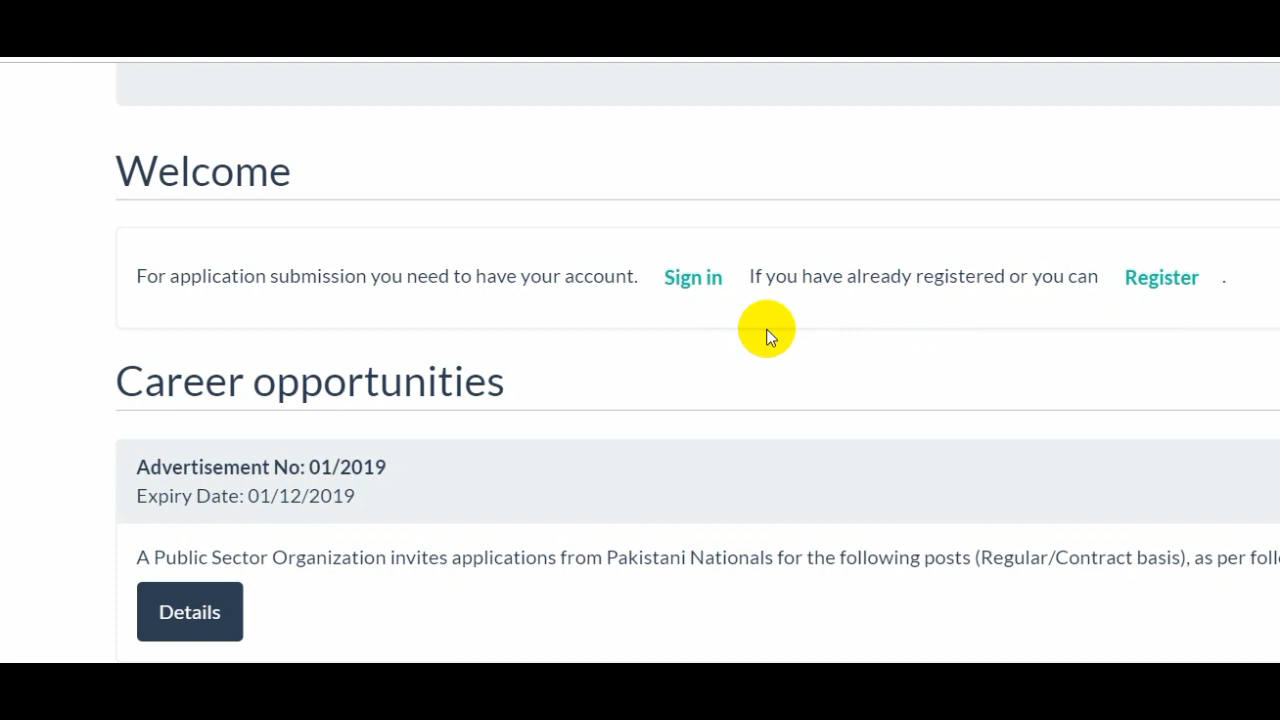 Welcome
For application submission you need to have your account. Sign in If you have already registered or you can Register .
Career opportunities
Advertisement No: 01/2019
Expiry Date: 01/12/2019
A Public Sector Organization invites applications from Pakistani Nationals for the following posts (Regular/Contract basis), as per
Details